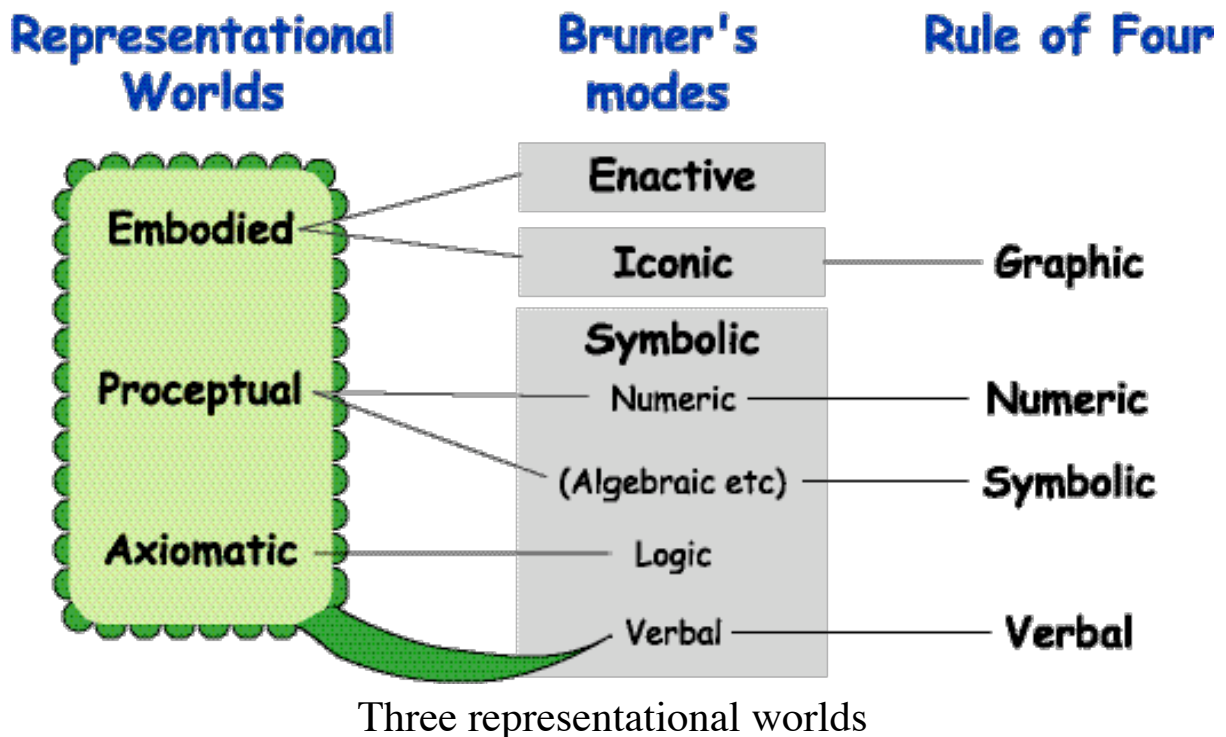 Representational Worlds
Bruner's modes
Rule of Four
Embodied
Enactive
Iconic
Graphic
Symbolic
Proceptual
Numeric
Numeric
(Algebraic etc)
Symbolic
Axiomatic
Logic
Verbal
Verbal
Three representational worlds